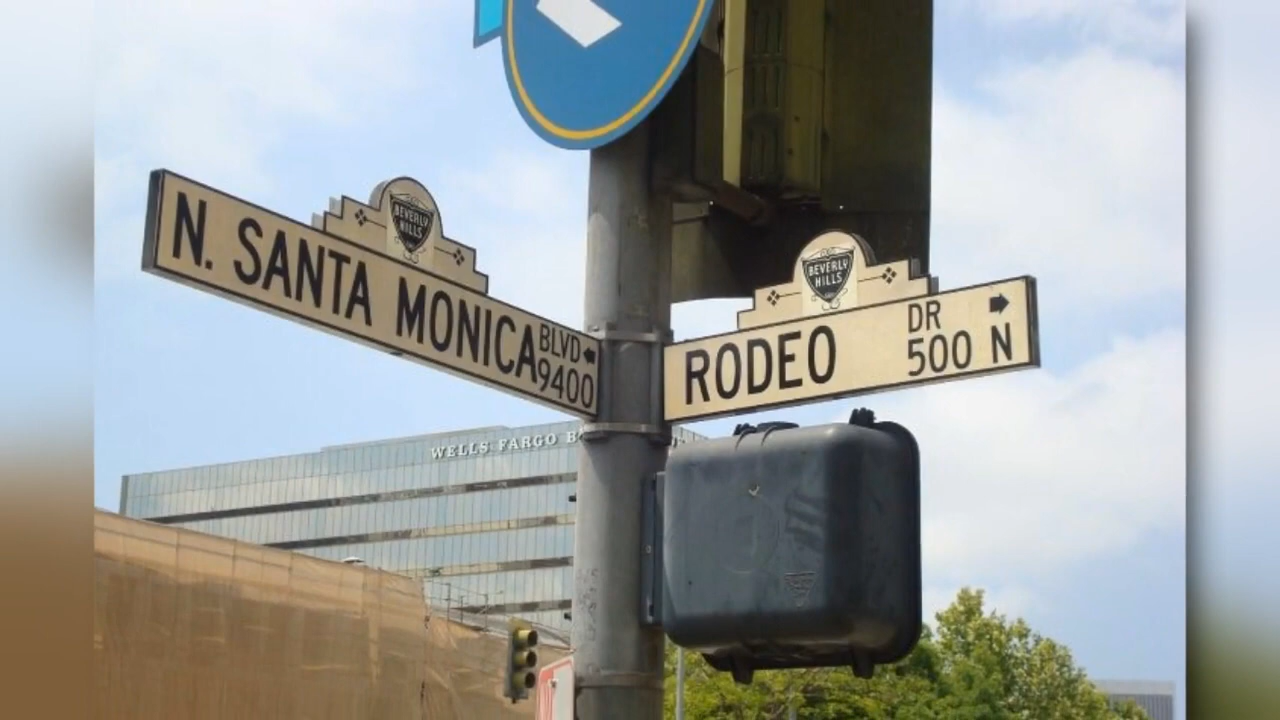 BEVERLY
HILLS
N. SANTA MONICA BLVD
9400
BEVERLY
HILLS
RODEO DR
500 N
WELLS FARGO